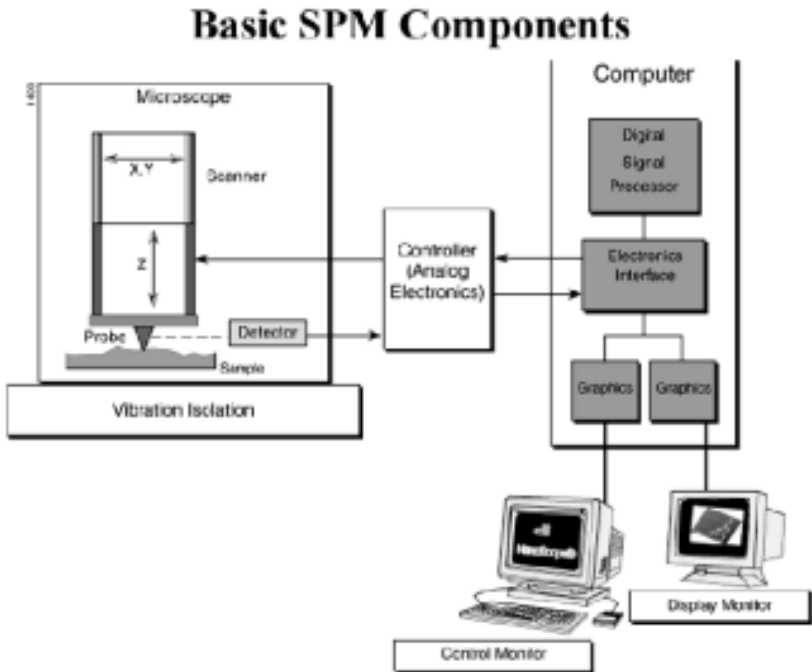 Basic SPM Components
Microscope
X, Y
Scanner
Z
Probe
Detector
Sample
Vibration Isolation
Controller
(Analog
Electronics)
Computer
Digital
Signal
Processor
Electronics
Interface
Graphics
Graphics
Control Monitor
Display Monitor